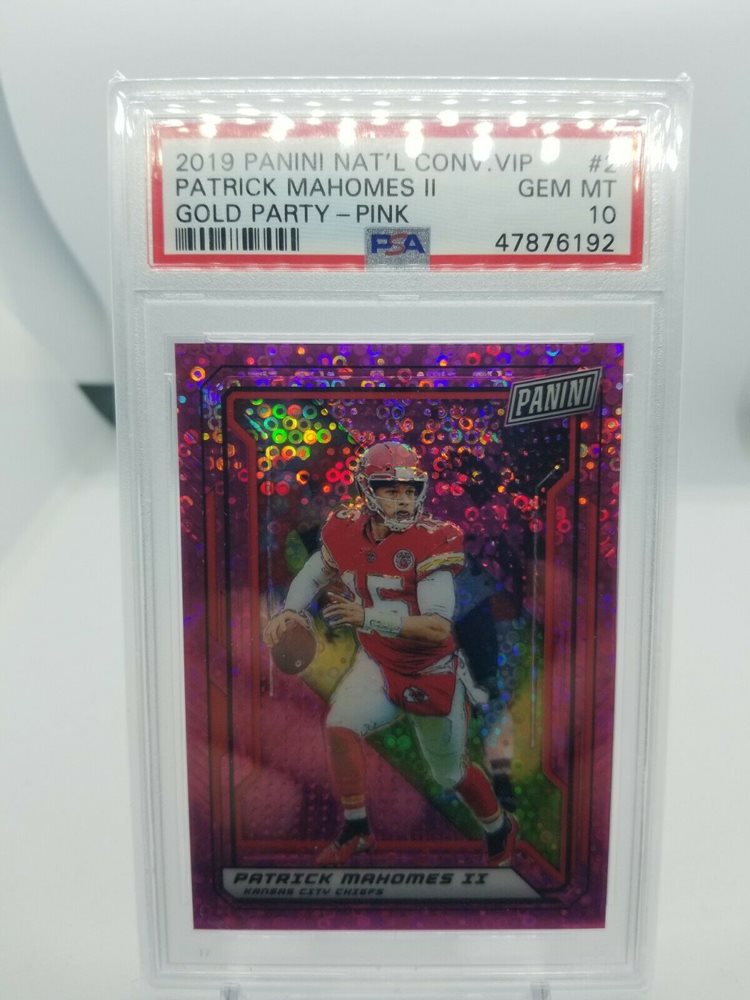 2019 PANINI NAT'L CONV.VIP #2
PATRICK MAHOMES II GEM MT
GOLD PARTY – PINK 10
PSA 47876192
PANINI
15
PATRICK MAHOMES II
KANSAS CITY CHIEFS